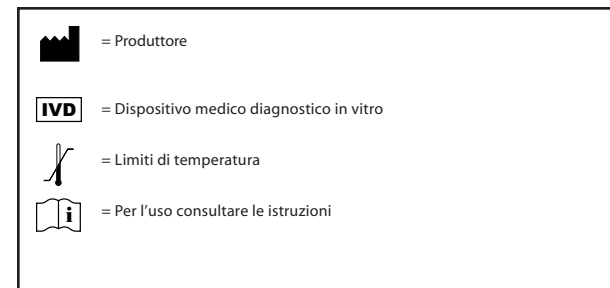 = Produttore
IVD = Dispositivo medico diagnostico in vitro
= Limiti di temperatura
i = Per l’uso consultare le istruzioni